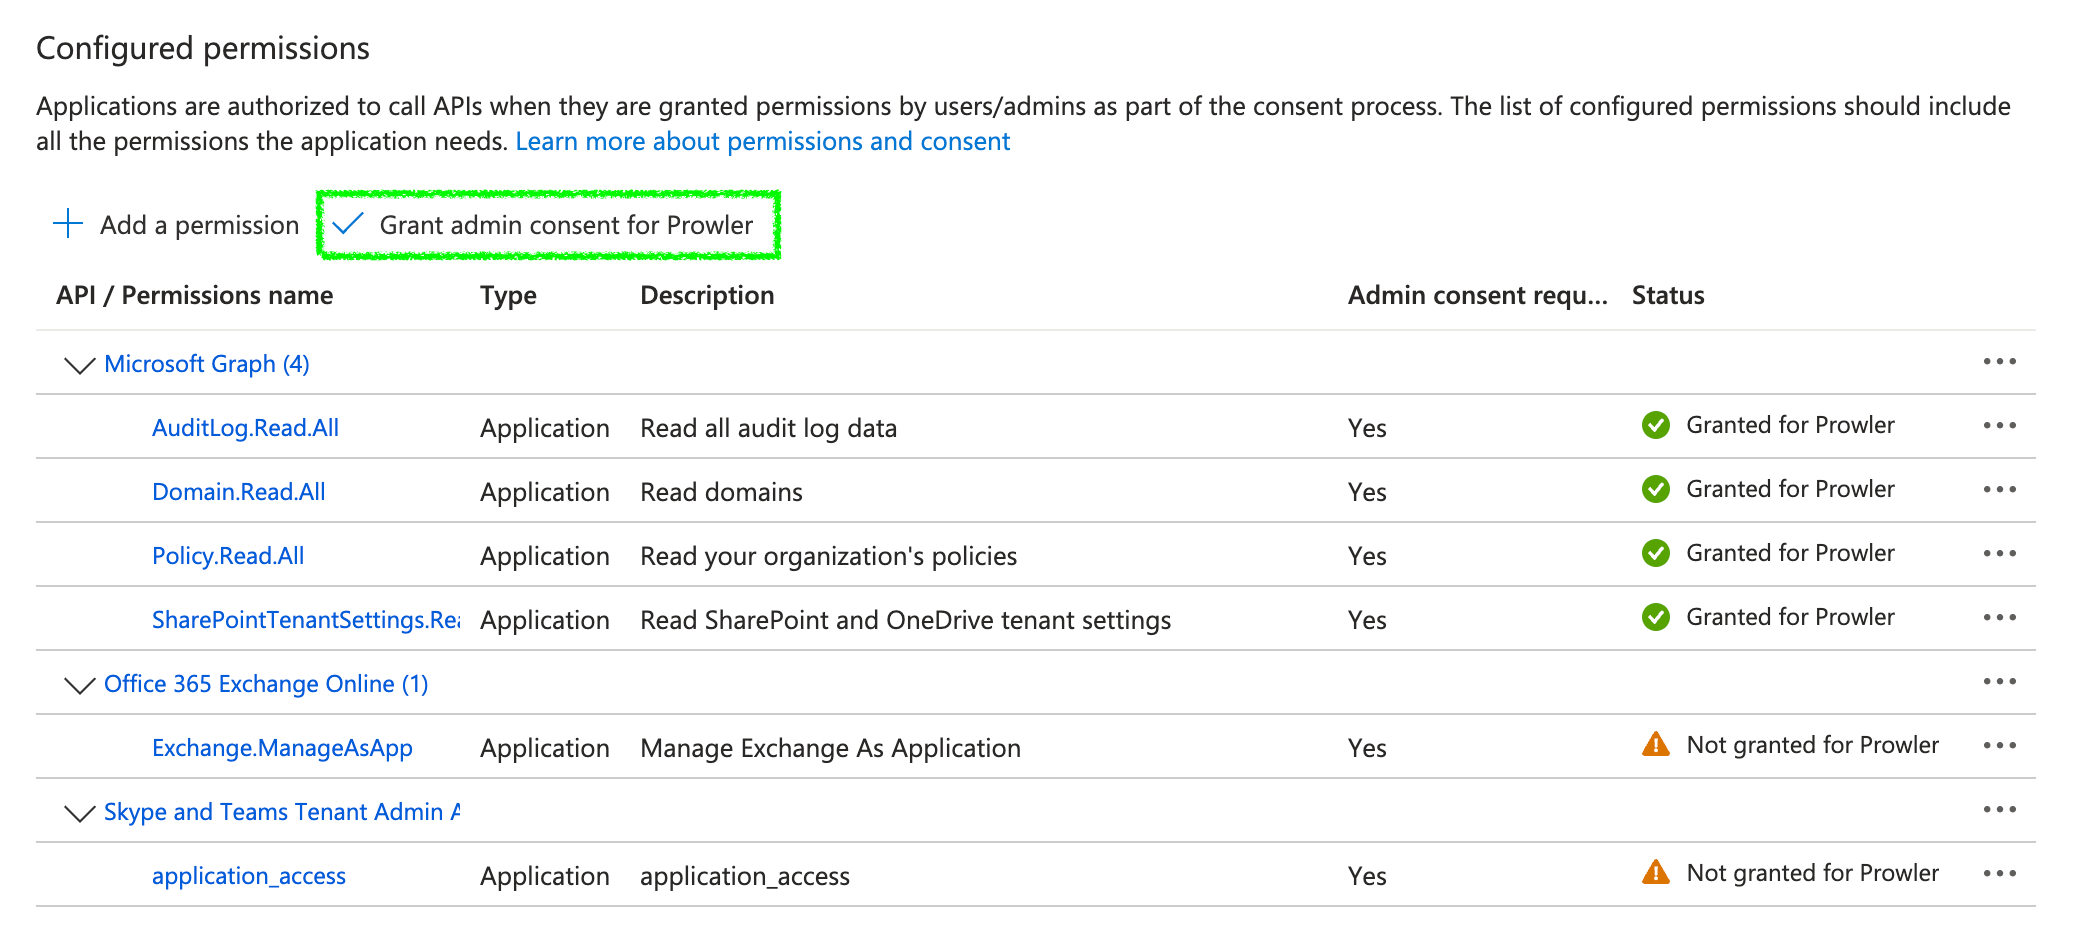 Configured permissions
Applications are authorized to call APIs when they are granted permissions by users/admins as part of the consent process. The list of configured permissions should include
all the permissions the application needs. Learn more about permissions and consent
Add a permission Grant admin consent for Prowler
API / Permissions name Type Description Admin consent requ... Status
Microsoft Graph (4)
AuditLog.Read.All Application Read all audit log data Yes Granted for Prowler
Domain.Read.All Application Read domains Yes Granted for Prowler
Policy.Read.All Application Read your organization's policies Yes Granted for Prowler
SharePointTenantSettings.Rea Application Read SharePoint and OneDrive tenant settings Yes Granted for Prowler
Office 365 Exchange Online (1)
Exchange.ManageAsApp Application Manage Exchange As Application Yes Not granted for Prowler
Skype and Teams Tenant Admin A
application_access Application application_access Yes Not granted for Prowler